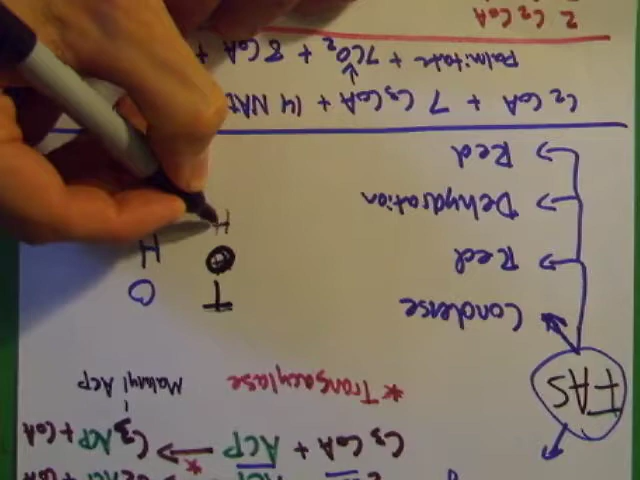 C3 CoA + ACP → C3 ACP + CoA
*Transacylase Malonyl ACP
FAS
Condense
→ Red
→ Dehydration
→ Red
T O
O H
H
C2 CoA + 7 C3 CoA + 14 NA
Palmitate + 7CO2 + 8 CoA +
2 C2 CoA